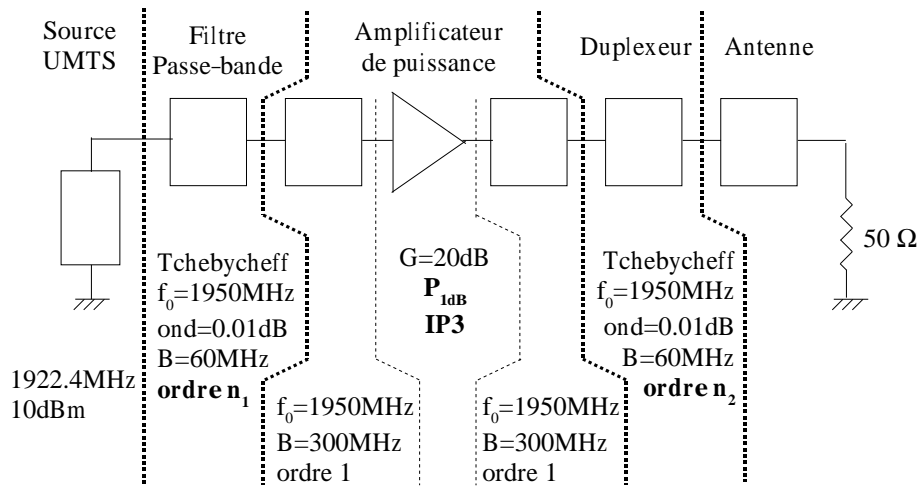 Source
UMTS
Filtre
Passe-bande
Amplificateur
de puissance
Duplexeur
Antenne
50 Ω
Tchebycheff
f0=1950MHz
ond=0.01dB
B=60MHz
ordre n1
G=20dB
P1dB
IP3
Tchebycheff
f0=1950MHz
ond=0.01dB
B=60MHz
ordre n2
1922.4MHz
10dBm
f0=1950MHz
B=300MHz
ordre 1
f0=1950MHz
B=300MHz
ordre 1